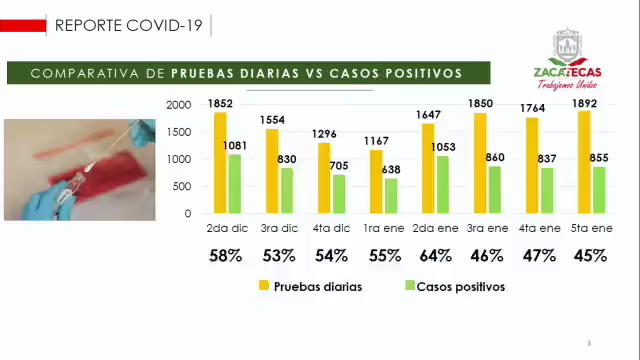 REPORTE COVID-19
COMPARATIVA DE PRUEBAS DIARIAS VS CASOS POSITIVOS
ZACATECAS
Trabajemos Unidos
2000
1500
1000
500
0
1852 1081
1554 830
1296 705
1167 638
1647 1053
1850 860
1764 837
1892 855
2da dic 3ra dic 4ta dic 1ra ene 2da ene 3ra ene 4ta ene 5ta ene
58% 53% 54% 55% 64% 46% 47% 45%
Pruebas diarias Casos positivos